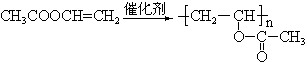 CH₃COOCH=CH₂ 催化剂 ⟶ -[CH₂-CH]-n
O-C-CH₃
O